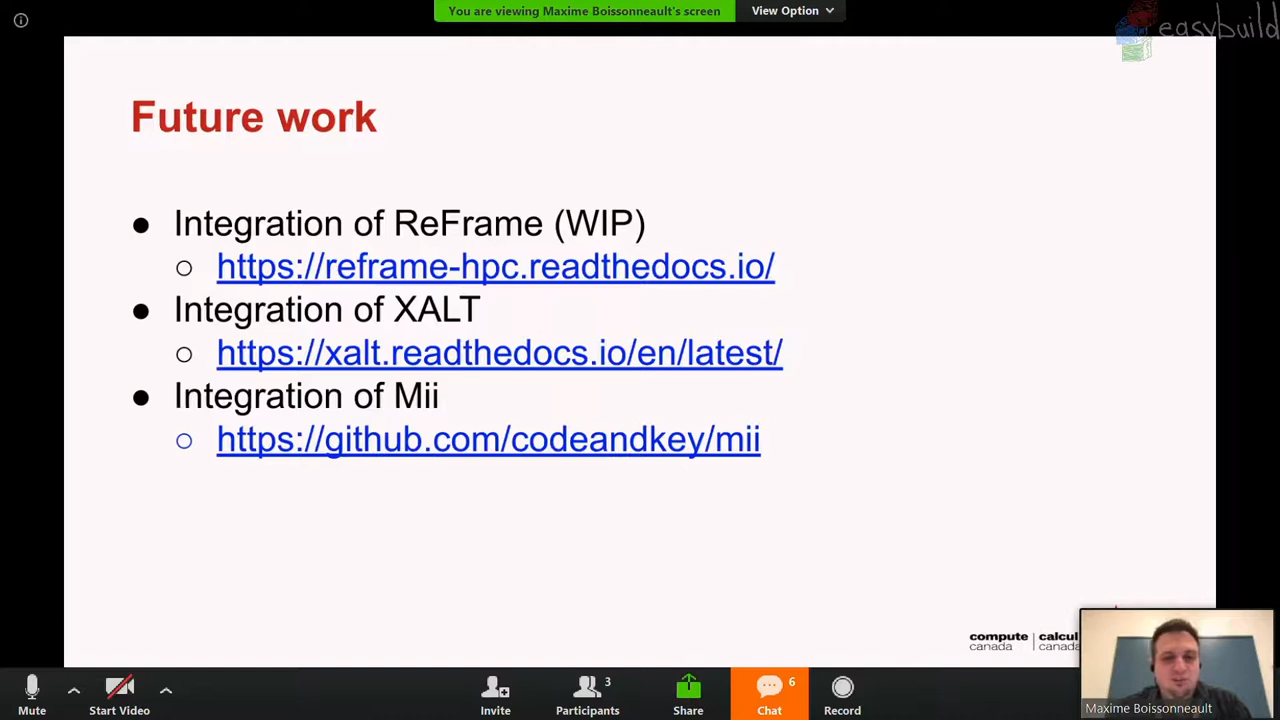 You are viewing Maxime Boissonneault's screen
View Option
easybuild
Future work
● Integration of ReFrame (WIP)
○ https://reframe-hpc.readthedocs.io/
● Integration of XALT
○ https://xalt.readthedocs.io/en/latest/
● Integration of Mii
○ https://github.com/codeandkey/mii
compute | calcul
canada | canada
Maxime Boissonneault
Mute
Start Video
Invite
Participants 3
Share
Chat 6
Record